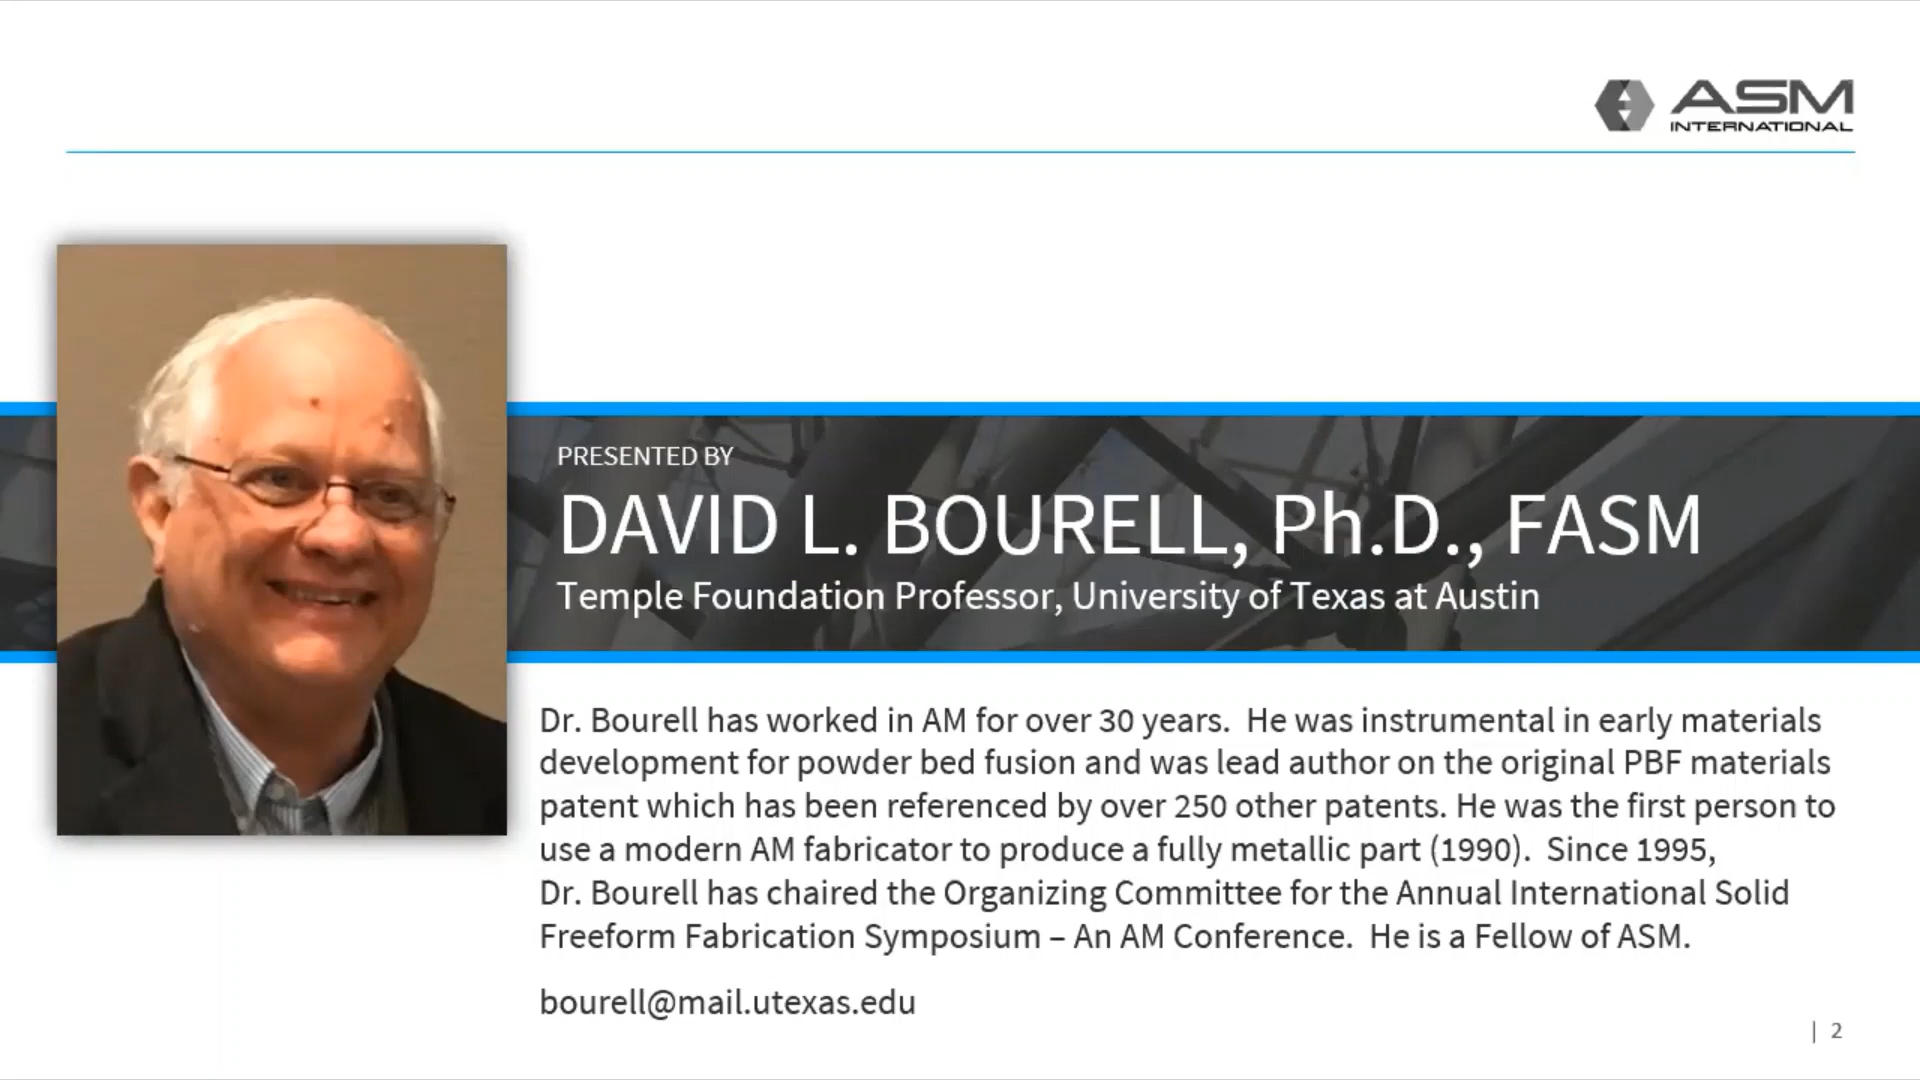 ASM
INTERNATIONAL
PRESENTED BY
DAVID L. BOURELL, Ph.D., FASM
Temple Foundation Professor, University of Texas at Austin
Dr. Bourell has worked in AM for over 30 years.  He was instrumental in early materials
development for powder bed fusion and was lead author on the original PBF materials
patent which has been referenced by over 250 other patents. He was the first person to
use a modern AM fabricator to produce a fully metallic part (1990).  Since 1995,
Dr. Bourell has chaired the Organizing Committee for the Annual International Solid
Freeform Fabrication Symposium – An AM Conference.  He is a Fellow of ASM.
bourell@mail.utexas.edu
| 2